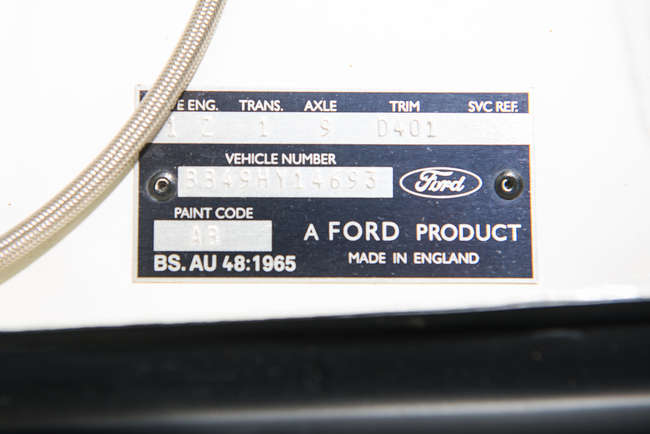 E ENG. TRANS. AXLE TRIM SVC REF.
1 2 1 9 D401
VEHICLE NUMBER
BB49HY14693
Ford
PAINT CODE
AB
A FORD PRODUCT
BS. AU 48:1965
MADE IN ENGLAND